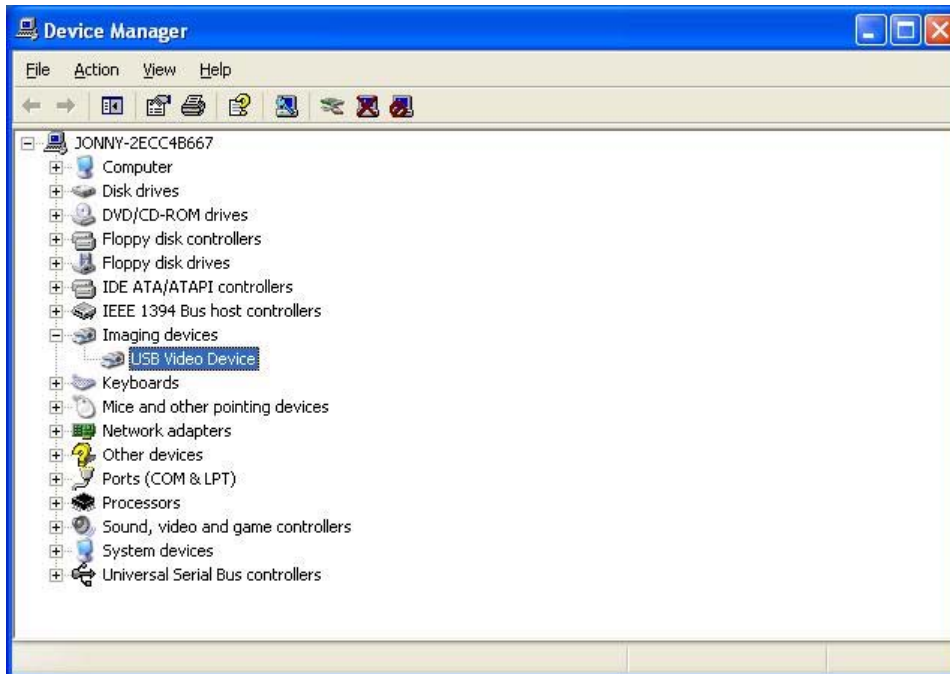 Device Manager
File Action View Help
JONNY-2ECC4B667
Computer
Disk drives
DVD/CD-ROM drives
Floppy disk controllers
Floppy disk drives
IDE ATA/ATAPI controllers
IEEE 1394 Bus host controllers
Imaging devices
USB Video Device
Keyboards
Mice and other pointing devices
Network adapters
Other devices
Ports (COM & LPT)
Processors
Sound, video and game controllers
System devices
Universal Serial Bus controllers